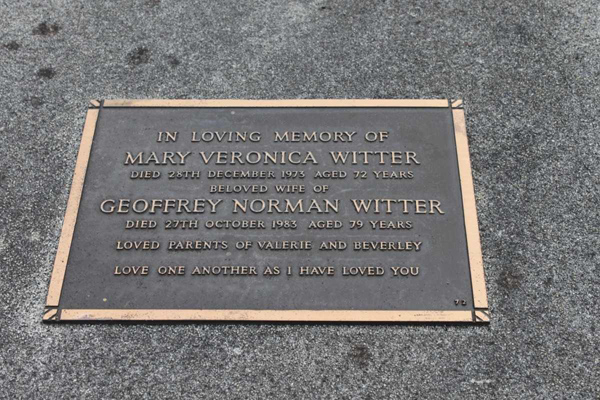 IN LOVING MEMORY OF
MARY VERONICA WITTER
DIED 28TH DECEMBER 1973 AGED 72 YEARS
BELOVED WIFE OF
GEOFFREY NORMAN WITTER
DIED 27TH OCTOBER 1983 AGED 79 YEARS
LOVED PARENTS OF VALERIE AND BEVERLEY
LOVE ONE ANOTHER AS I HAVE LOVED YOU
72